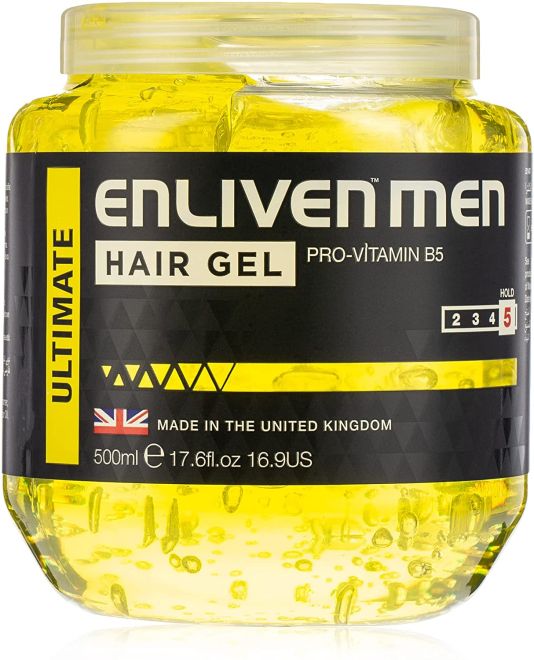 ULTIMATE
ENLIVEN™ MEN
HAIR GEL
PRO-VITAMIN B5
HOLD
2 3 4 5
MADE IN THE UNITED KINGDOM
500ml ℮ 17.6fl.oz 16.9US